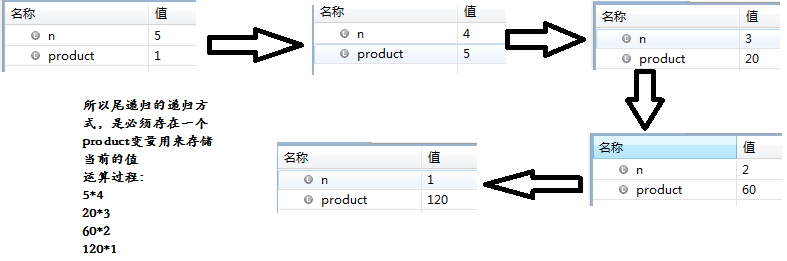 名称 值
n 5
product 1
名称 值
n 4
product 5
名称 值
n 3
product 20
名称 值
n 2
product 60
名称 值
n 1
product 120
所以尾递归的递归方
式，是必须存在一个
product变量用来存储
当前的值
运算过程：
5*4
20*3
60*2
120*1